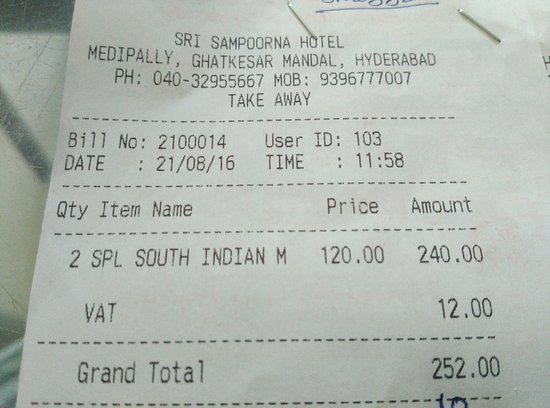 SRI SAMPOORNA HOTEL
MEDIPALLY, GHATKESAR MANDAL, HYDERABAD
PH: 040-32955667 MOB: 9396777007
TAKE AWAY
Bill No: 2100014 User ID: 103
DATE : 21/08/16 TIME : 11:58
Qty Item Name Price Amount
2 SPL SOUTH INDIAN M 120.00 240.00
VAT 12.00
Grand Total 252.00